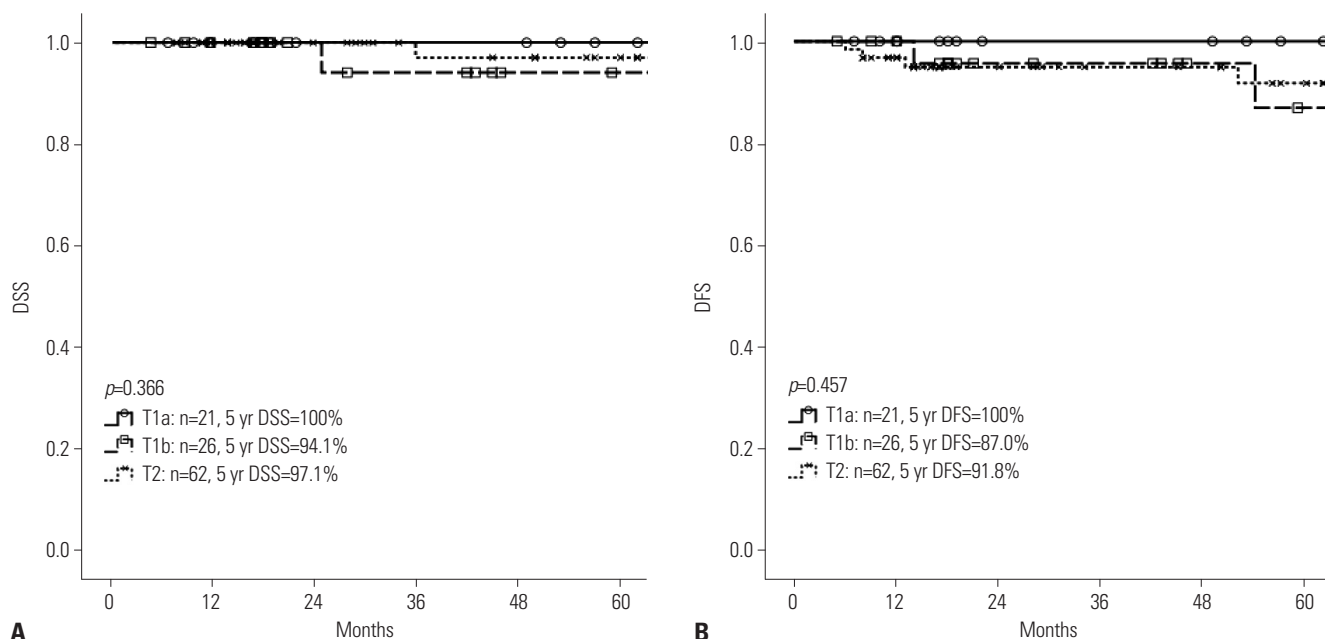 1.0
0.8
0.6
0.4
0.2
0.0
DSS
p=0.366
T1a: n=21, 5 yr DSS=100%
T1b: n=26, 5 yr DSS=94.1%
T2: n=62, 5 yr DSS=97.1%
0 12 24 36 48 60
Months
A
1.0
0.8
0.6
0.4
0.2
0.0
DFS
p=0.457
T1a: n=21, 5 yr DFS=100%
T1b: n=26, 5 yr DFS=87.0%
T2: n=62, 5 yr DFS=91.8%
0 12 24 36 48 60
Months
B